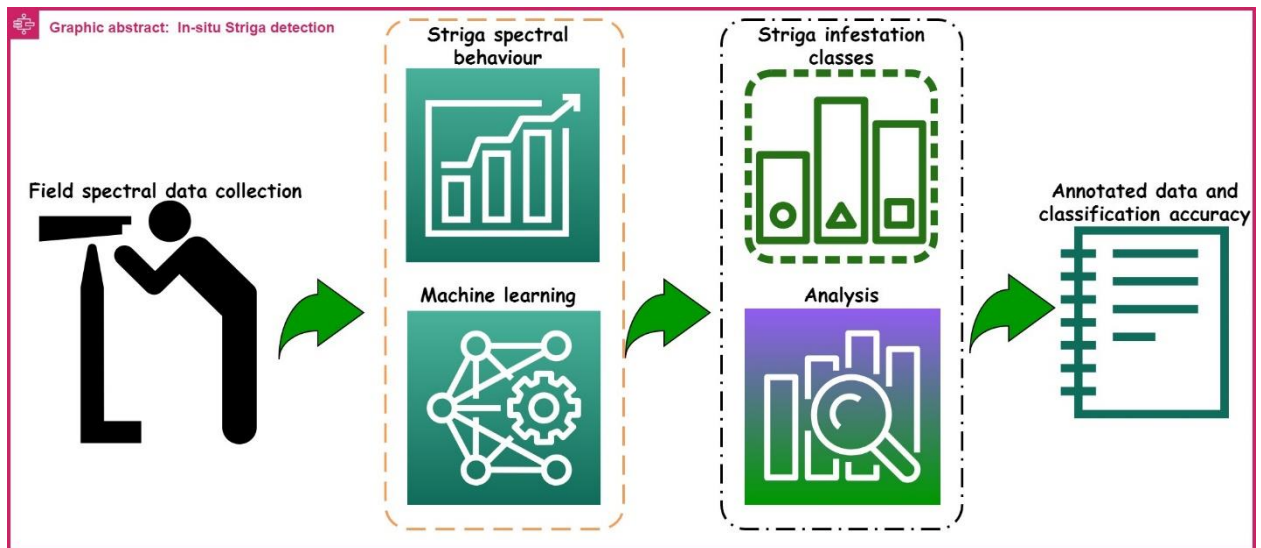 Graphic abstract: In-situ Striga detection
Field spectral data collection
Striga spectral
behaviour
Machine learning
Striga infestation
classes
Analysis
Annotated data and
classification accuracy